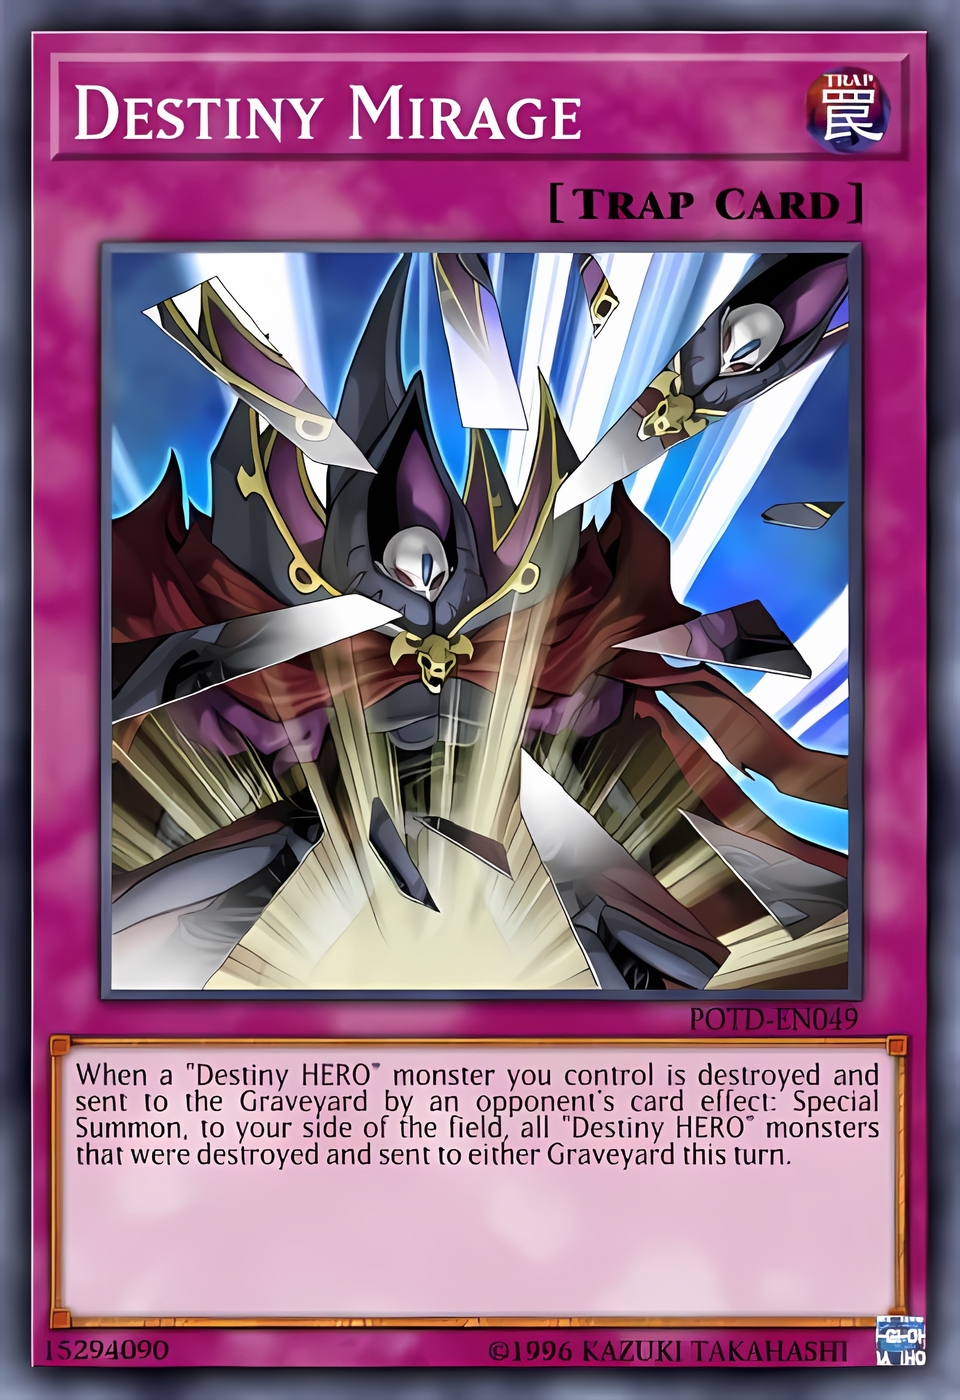 Destiny Mirage
TRAP
罠
[Trap Card]
POTD-EN049
When a "Destiny HERO" monster you control is destroyed and
sent to the Graveyard by an opponent's card effect: Special
Summon, to your side of the field, all "Destiny HERO" monsters
that were destroyed and sent to either Graveyard this turn.
15294090
©1996 KAZUKI TAKAHASHI